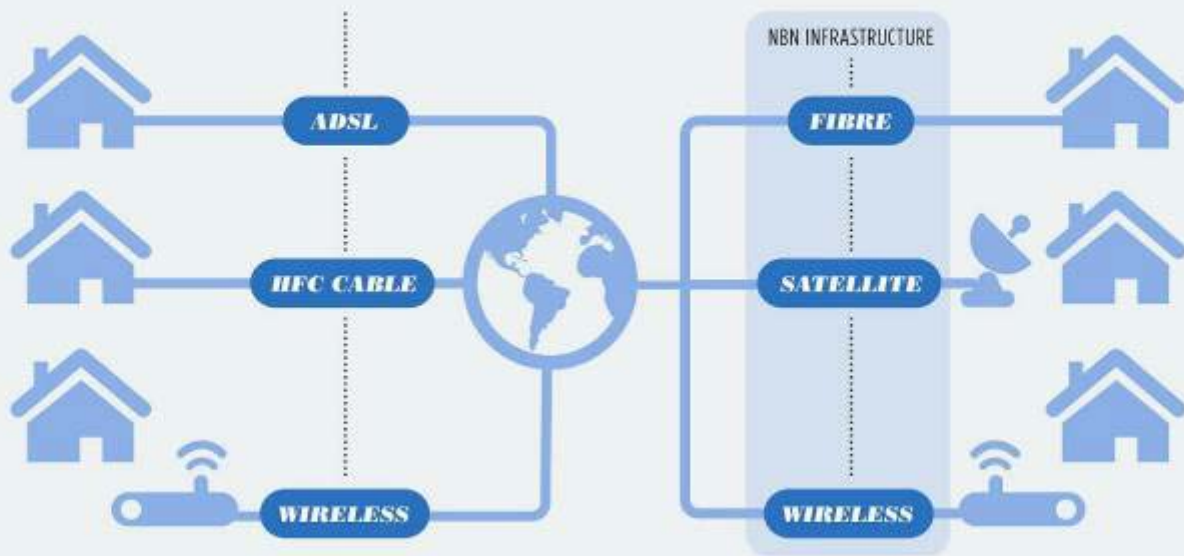 NBN INFRASTRUCTURE
ADSL
FIBRE
HFC CABLE
SATELLITE
WIRELESS
WIRELESS